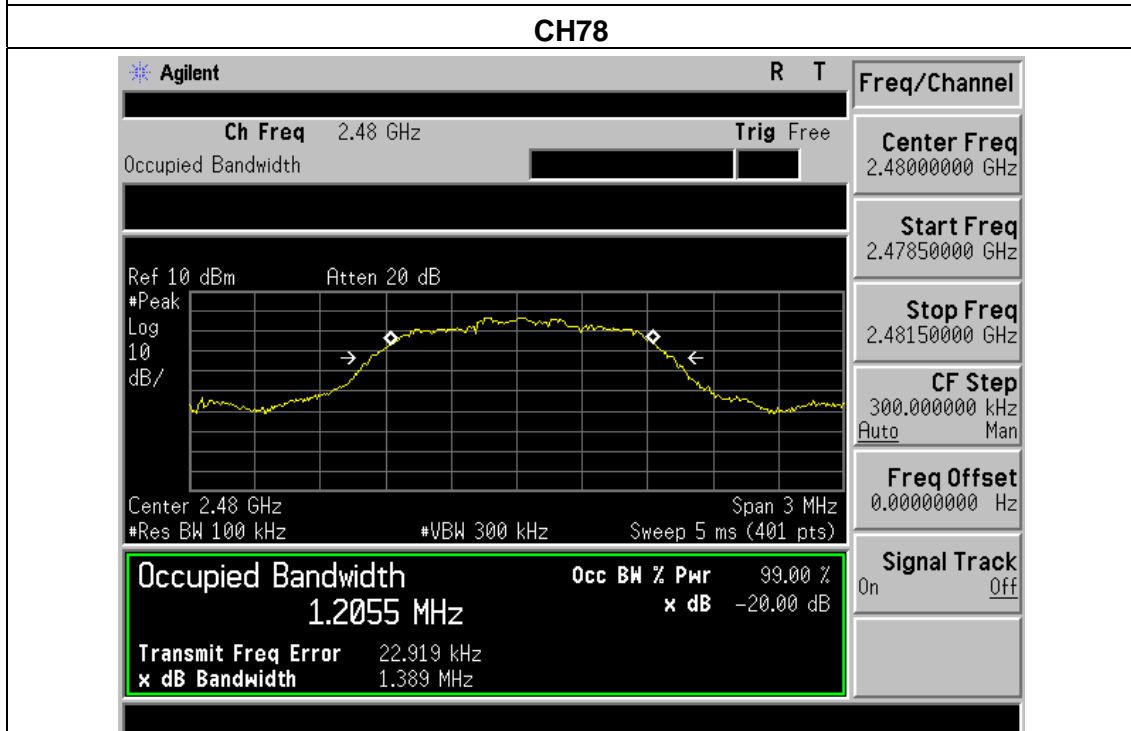 CH78
Agilent R T
Ch Freq 2.48 GHz Trig Free
Occupied Bandwidth
Ref 10 dBm Atten 20 dB
#Peak
Log
10
dB/
Center 2.48 GHz Span 3 MHz
#Res BW 100 kHz #VBW 300 kHz Sweep 5 ms (401 pts)
Occupied Bandwidth Occ BW % Pwr 99.00 %
1.2055 MHz x dB -20.00 dB
Transmit Freq Error 22.919 kHz
x dB Bandwidth 1.389 MHz
Freq/Channel
Center Freq
2.48000000 GHz
Start Freq
2.47850000 GHz
Stop Freq
2.48150000 GHz
CF Step
300.000000 kHz
Auto Man
Freq Offset
0.00000000 Hz
Signal Track
On Off